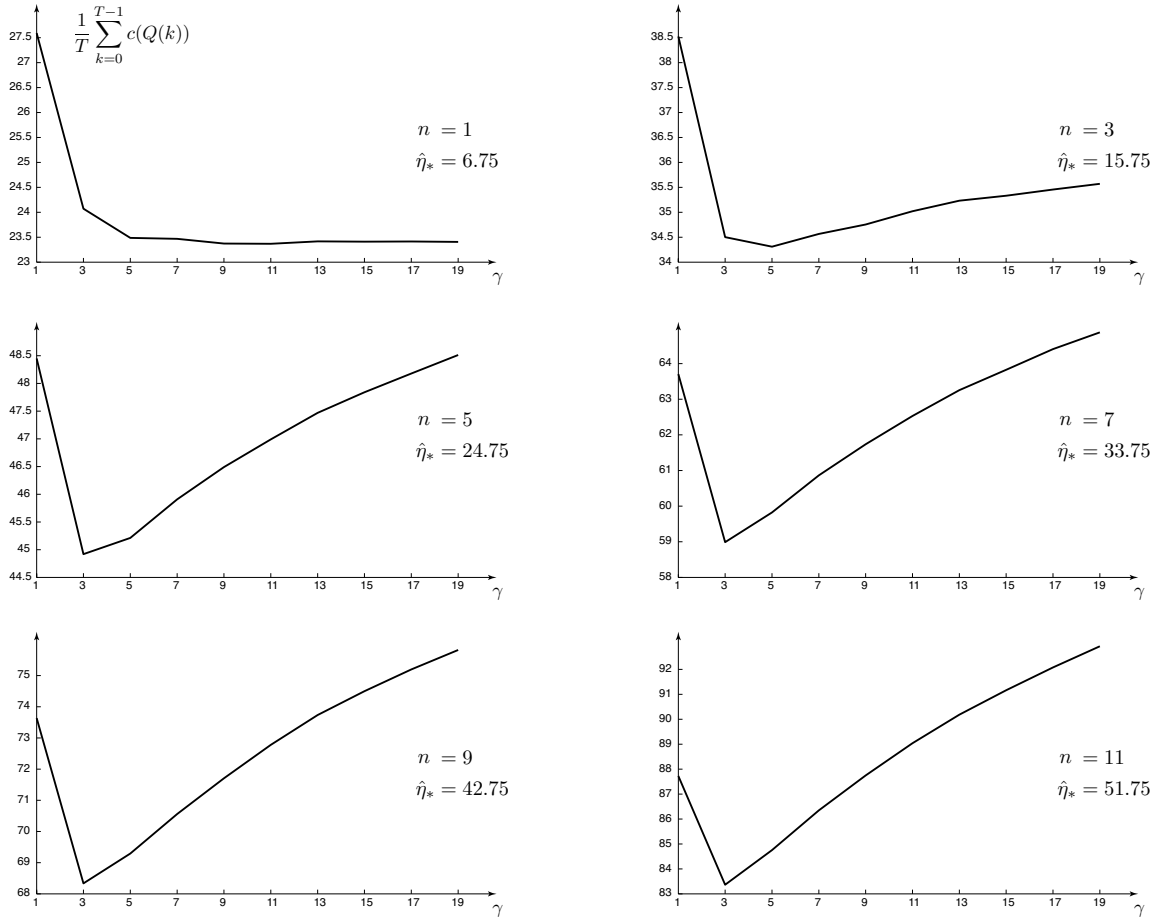 1/T \sum_{k=0}^{T-1} c(Q(k))
27.5
27
26.5
26
25.5
25
24.5
24
23.5
23
1 3 5 7 9 11 13 15 17 19
γ
n = 1
\hat{η}_* = 6.75
38.5
38
37.5
37
36.5
36
35.5
35
34.5
34
1 3 5 7 9 11 13 15 17 19
γ
n = 3
\hat{η}_* = 15.75
48.5
48
47.5
47
46.5
46
45.5
45
44.5
1 3 5 7 9 11 13 15 17 19
γ
n = 5
\hat{η}_* = 24.75
64
63
62
61
60
59
58
1 3 5 7 9 11 13 15 17 19
γ
n = 7
\hat{η}_* = 33.75
75
74
73
72
71
70
69
68
1 3 5 7 9 11 13 15 17 19
γ
n = 9
\hat{η}_* = 42.75
92
91
90
89
88
87
86
85
84
83
1 3 5 7 9 11 13 15 17 19
γ
n = 11
\hat{η}_* = 51.75